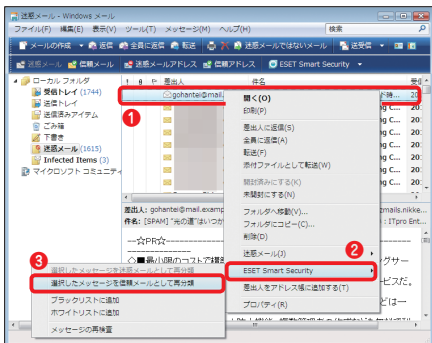 迷惑メール - Windows メール
ファイル(F) 編集(E) 表示(V) ツール(T) メッセージ(M) ヘルプ(H) 検索
メールの作成 返信 全員に返信 転送 迷惑メールではないメール 送受信
迷惑メール 信頼メール 迷惑メールアドレス 信頼アドレス ESET Smart Security
ローカル フォルダ
受信トレイ (1744)
送信トレイ
送信済みアイテム
ごみ箱
下書き
迷惑メール (1615)
Infected Items (3)
マイクロソフト コミュニティ
差出人 件名
gohantei@mail.
1
開く(O)
印刷(P)
差出人に返信(S)
全員に返信(A)
転送(F)
添付ファイルとして転送(W)
開封済みにする(K)
未開封にする(N)
フォルダへ移動(V)...
フォルダにコピー(C)...
削除(D)
迷惑メール(J)
2
ESET Smart Security
差出人をアドレス帳に追加する(T)
プロパティ(R)
差出人: gohantei@mail.examp
件名: [SPAM] "光の道"はいつか
--☆PR☆--
3
選択したメッセージを迷惑メールとして再分類
選択したメッセージを信頼メールとして再分類
ブラックリストに追加
ホワイトリストに追加
メッセージの再検査